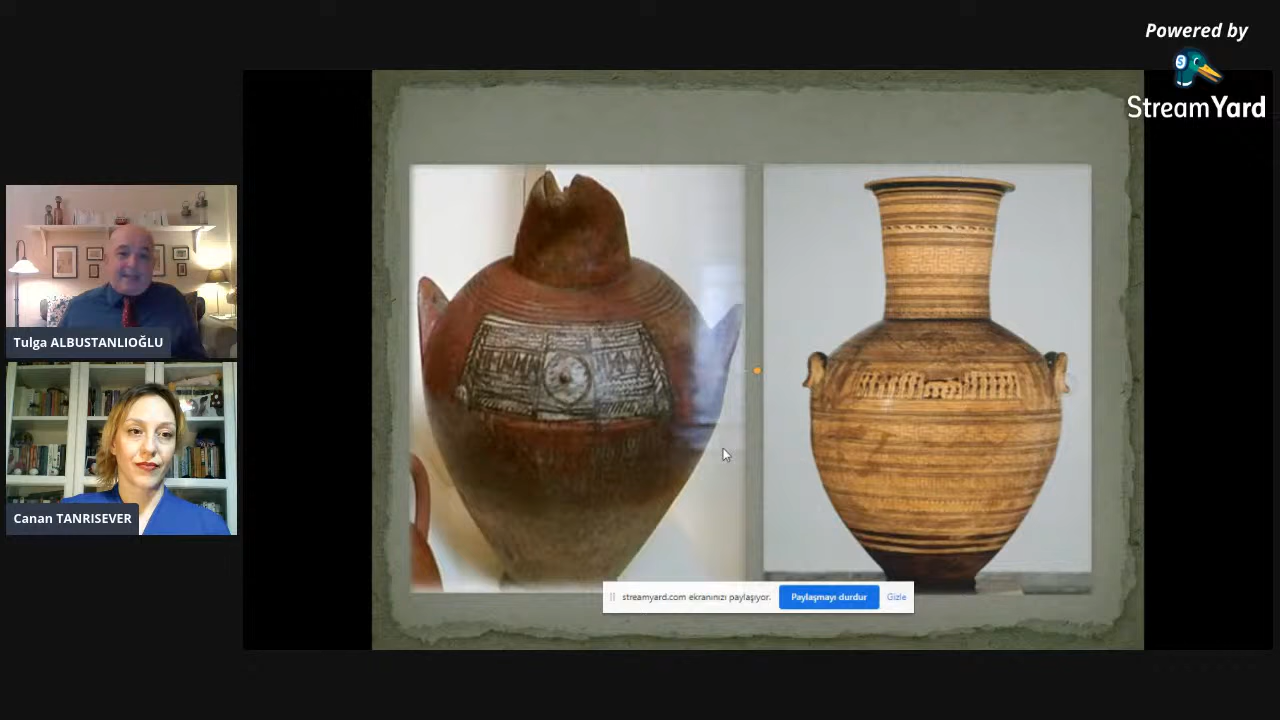 Powered by
StreamYard
Tulga ALBUSTANLIOĞLU
Canan TANRISEVER
streamyard.com ekranınızı paylaşıyor.
Paylaşmayı durdur
Gizle